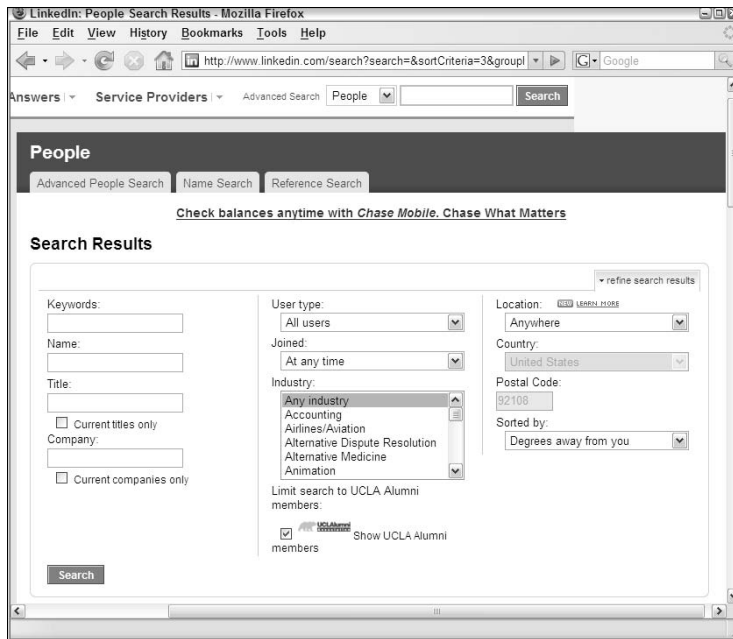 LinkedIn: People Search Results - Mozilla Firefox
File Edit View History Bookmarks Tools Help
http://www.linkedin.com/search?search=&sortCriteria=3&groupI
G Google
Answers Service Providers Advanced Search People Search
People
Advanced People Search Name Search Reference Search
Check balances anytime with Chase Mobile. Chase What Matters
Search Results
refine search results
Keywords:
Name:
Title:
Current titles only
Company:
Current companies only
Search
User type:
All users
Joined:
At any time
Industry:
Any industry
Accounting
Airlines/Aviation
Alternative Dispute Resolution
Alternative Medicine
Animation
Limit search to UCLA Alumni
members:
UCLAlumni
Show UCLA Alumni
members
Location: NEW LEARN MORE
Anywhere
Country:
United States
Postal Code:
92108
Sorted by:
Degrees away from you